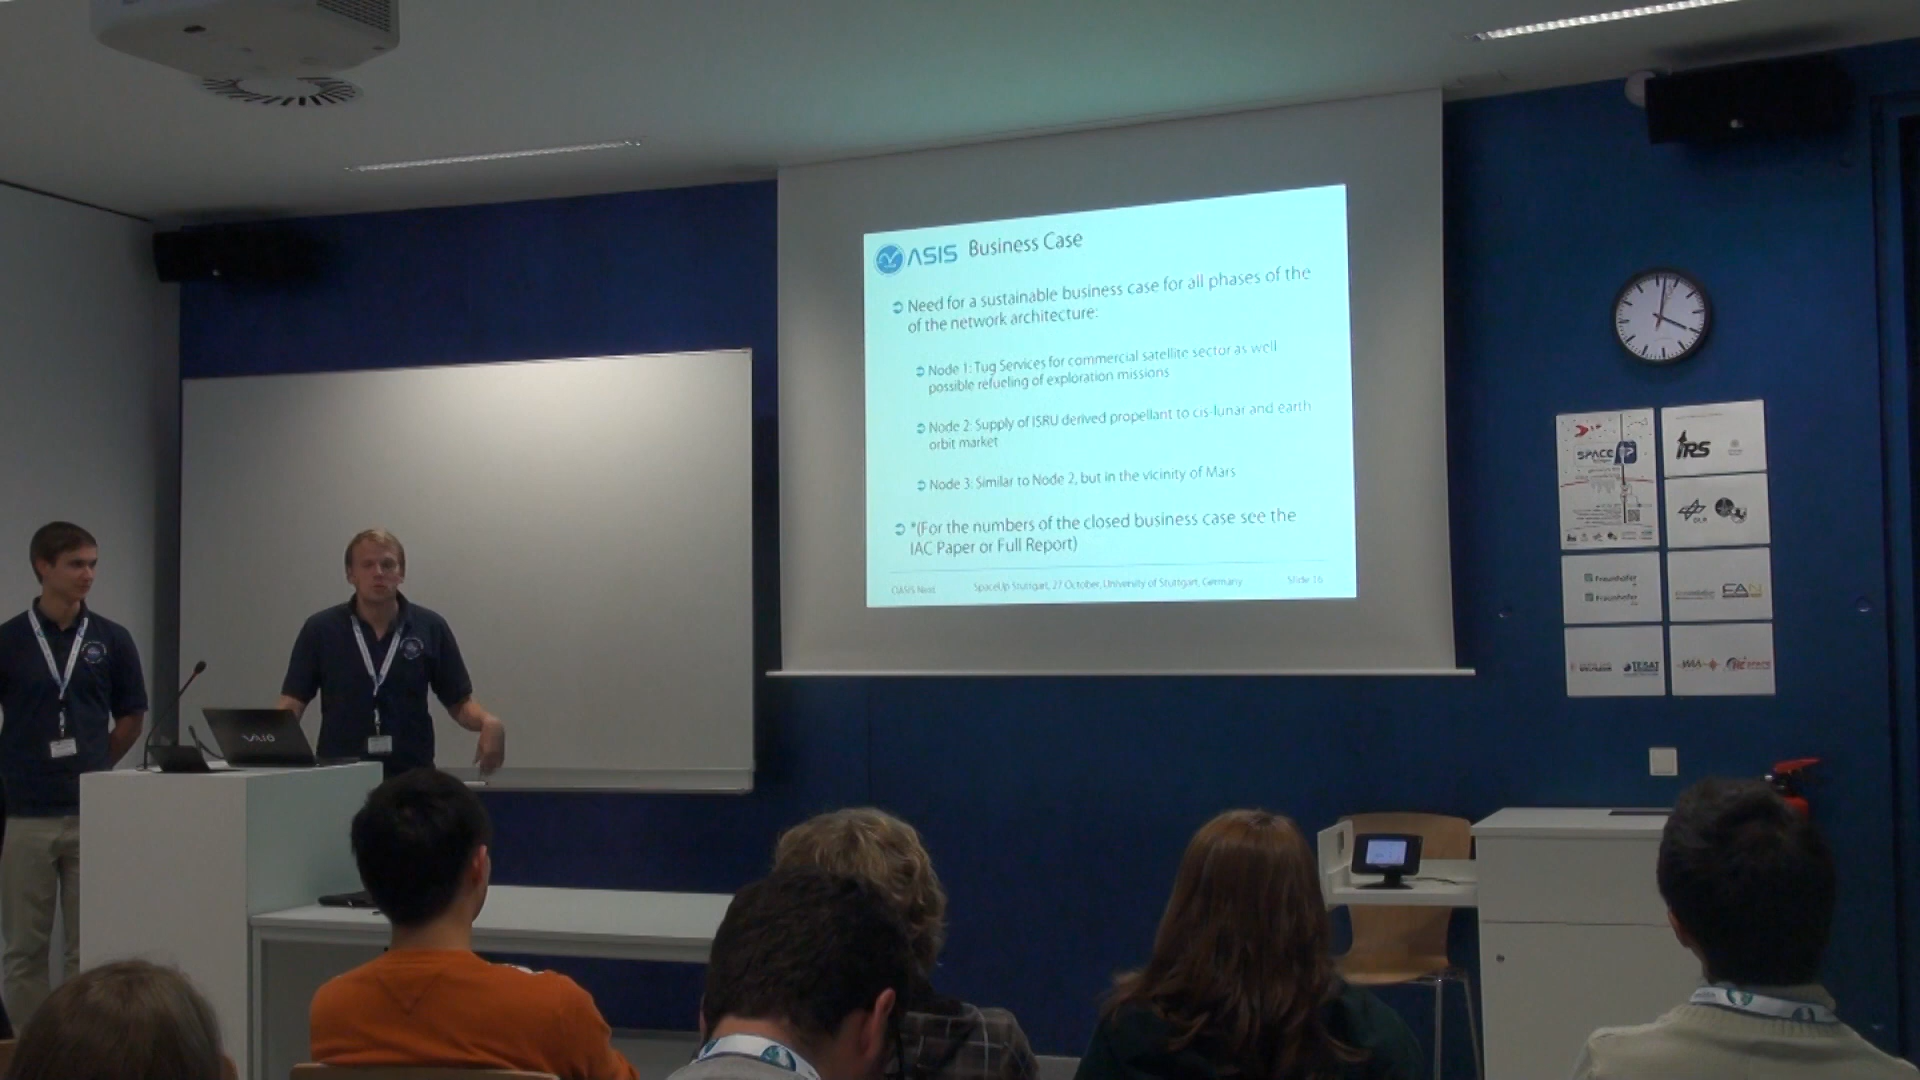 ASIS Business Case
Need for a sustainable business case for all phases of the
of the network architecture:
Node 1: Tug Services for commercial satellite sector as well
possible refueling of exploration missions
Node 2: Supply of ISRU derived propellant to cis-lunar and earth
orbit market
Node 3: Similar to Node 2, but in the vicinity of Mars
*(For the numbers of the closed business case see the
IAC Paper or Full Report)
OASIS Next SpaceUp Stuttgart, 27 October, University of Stuttgart, Germany Slide 16
VAIO
SPACE UP
IRS
DLR
Fraunhofer
Fraunhofer
TESAT